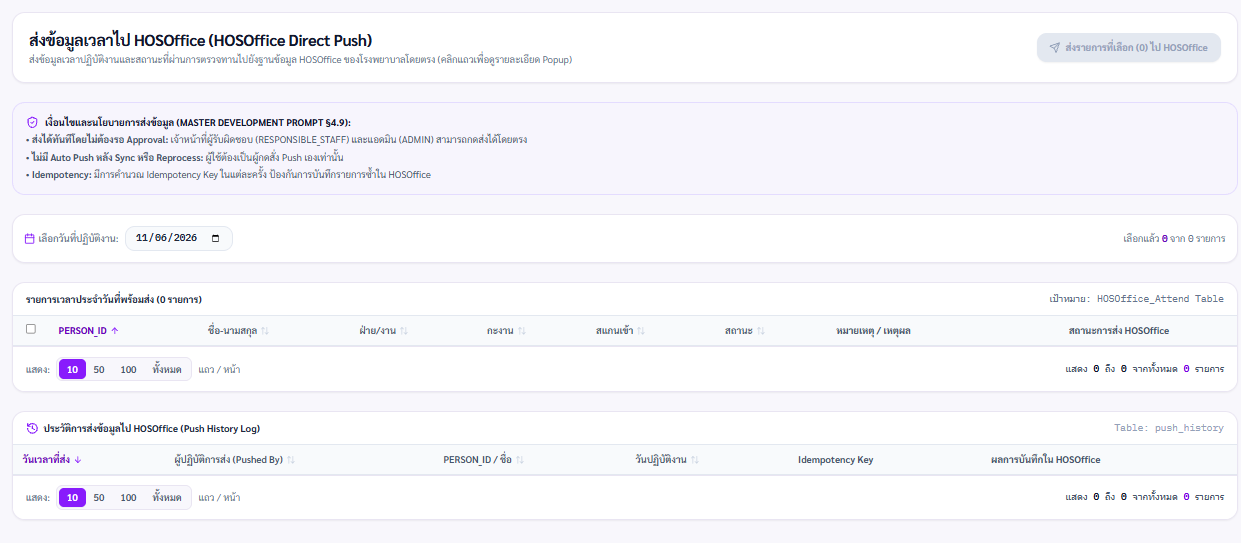 ส่งข้อมูลเวลาไป HOSOffice (HOSOffice Direct Push)
ส่งข้อมูลเวลาปฏิบัติงานและสถานะที่ผ่านการตรวจทานไปยังฐานข้อมูล HOSOffice ของโรงพยาบาลโดยตรง (คลิกแถวเพื่อดูรายละเอียด Popup)
ส่งรายการที่เลือก (0) ไป HOSOffice
เงื่อนไขและนโยบายการส่งข้อมูล (MASTER DEVELOPMENT PROMPT §4.9):
• ส่งได้ทันทีโดยไม่ต้องรอ Approval: เจ้าหน้าที่ผู้รับผิดชอบ (RESPONSIBLE_STAFF) และแอดมิน (ADMIN) สามารถกดส่งได้โดยตรง
• ไม่มี Auto Push หลัง Sync หรือ Reprocess: ผู้ใช้ต้องเป็นผู้กดสั่ง Push เองเท่านั้น
• Idempotency: มีการคำนวณ Idempotency Key ในแต่ละครั้ง ป้องกันการบันทึกรายการซ้ำใน HOSOffice
เลือกวันที่ปฏิบัติงาน: 11/06/2026
เลือกแล้ว 0 จาก 0 รายการ
รายการเวลาประจำวันที่พร้อมส่ง (0 รายการ)
เป้าหมาย: HOSOffice_Attend Table
PERSON_ID ↑ ชื่อ-นามสกุล ↑↓ ฝ่าย/งาน ↑↓ กะงาน ↑↓ สแกนเข้า ↑↓ สถานะ ↑↓ หมายเหตุ / เหตุผล สถานะการส่ง HOSOffice
แสดง: 10 50 100 ทั้งหมด แถว / หน้า
แสดง 0 ถึง 0 จากทั้งหมด 0 รายการ
ประวัติการส่งข้อมูลไป HOSOffice (Push History Log)
Table: push_history
วันเวลาที่ส่ง ↓ ผู้ปฏิบัติการส่ง (Pushed By) ↑↓ PERSON_ID / ชื่อ ↑↓ วันปฏิบัติงาน ↑↓ Idempotency Key ผลการบันทึกใน HOSOffice
แสดง: 10 50 100 ทั้งหมด แถว / หน้า
แสดง 0 ถึง 0 จากทั้งหมด 0 รายการ